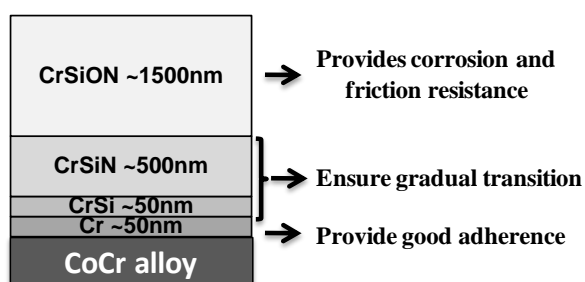 CrSiON ~1500nm
Provides corrosion and
friction resistance
CrSiN ~500nm
Ensure gradual transition
CrSi ~50nm
Cr ~50nm
Provide good adherence
CoCr alloy